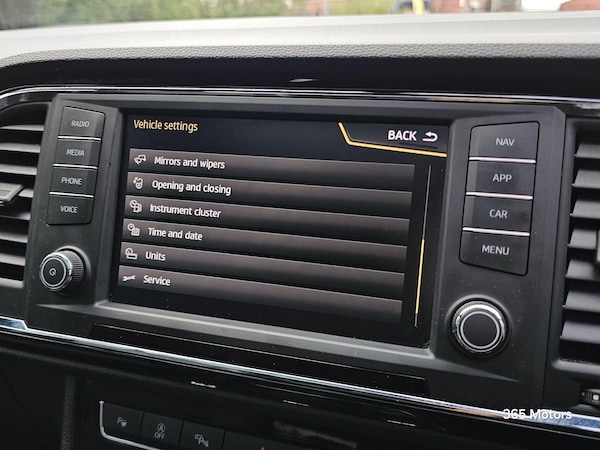 RADIO
MEDIA
PHONE
VOICE
Vehicle settings
BACK
Mirrors and wipers
Opening and closing
Instrument cluster
Time and date
Units
Service
NAV
APP
CAR
MENU
OFF
365 Motors